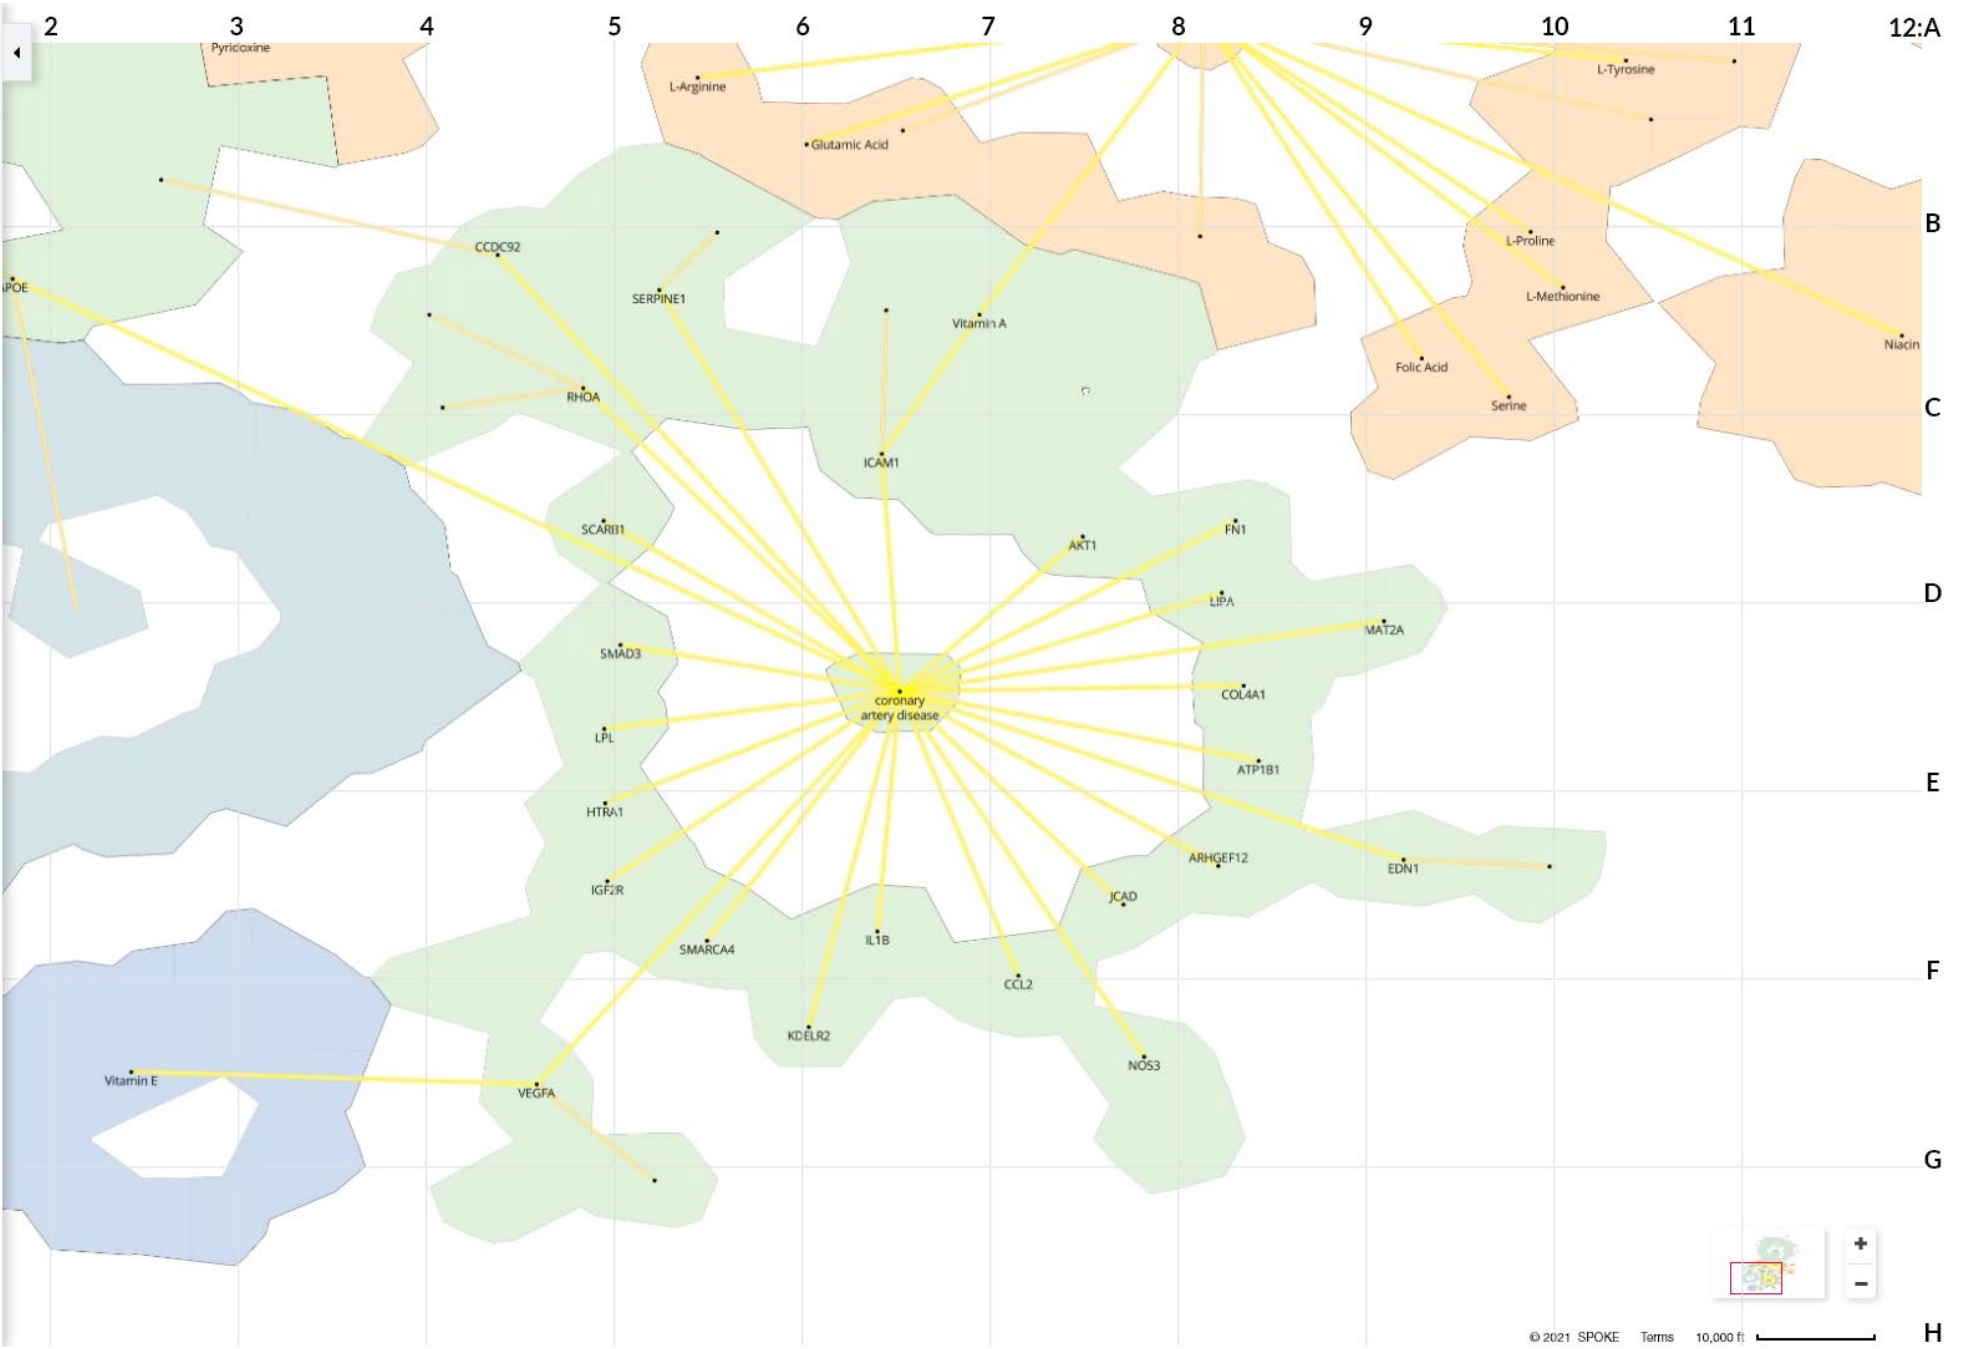 2 3 4 5 6 7 8 9 10 11 12:A
Pyridoxine
L-Tyrosine
L-Arginine
Glutamic Acid
B
L-Proline
CCDC92
APOE
L-Methionine
SERPINE1
Vitamin A
Niacin
Folic Acid
RHOA
Serine
C
ICAM1
SCARB1
FN1
AKT1
D
LIPA
MAT2A
SMAD3
COL4A1
coronary
artery disease
LPL
ATP1B1
E
HTRA1
ARHGEF12
EDN1
IGF2R
JCAD
IL1B
SMARCA4
F
CCL2
KDELR2
NOS3
Vitamin E
VEGFA
G
+
−
© 2021 SPOKE Terms 10,000 ft
H